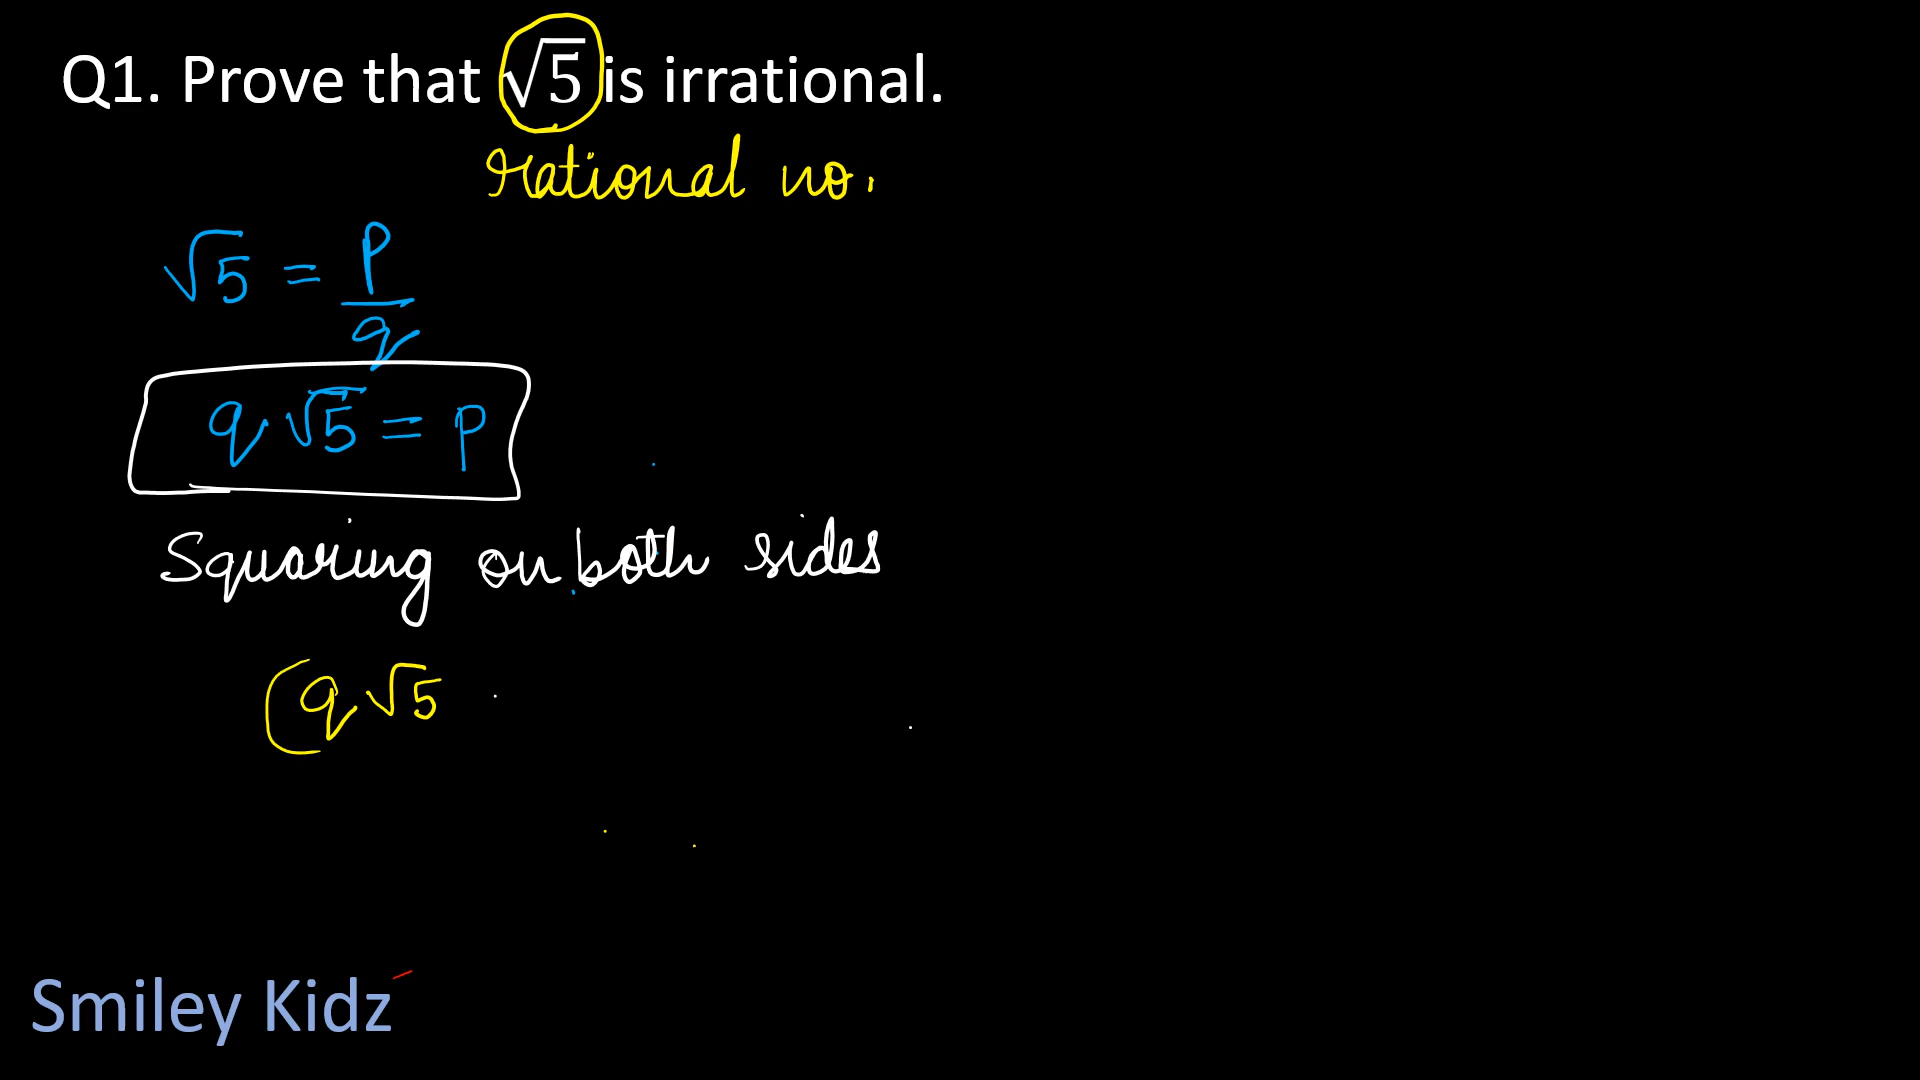 Q1. Prove that √5 is irrational.
rational no.
√5 = p
q
q √5 = p
Squaring on both sides
(q √5
Smiley Kidz